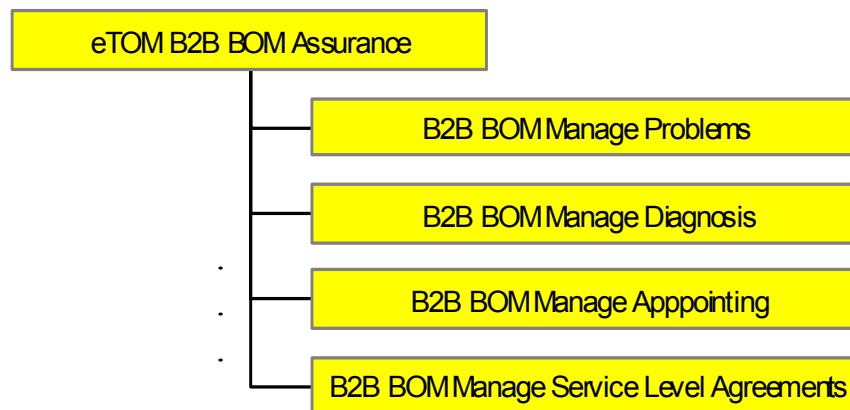 eTOM B2B BOM Assurance
B2B BOM Manage Problems
B2B BOM Manage Diagnosis
B2B BOM Manage Apppointing
B2B BOM Manage Service Level Agreements